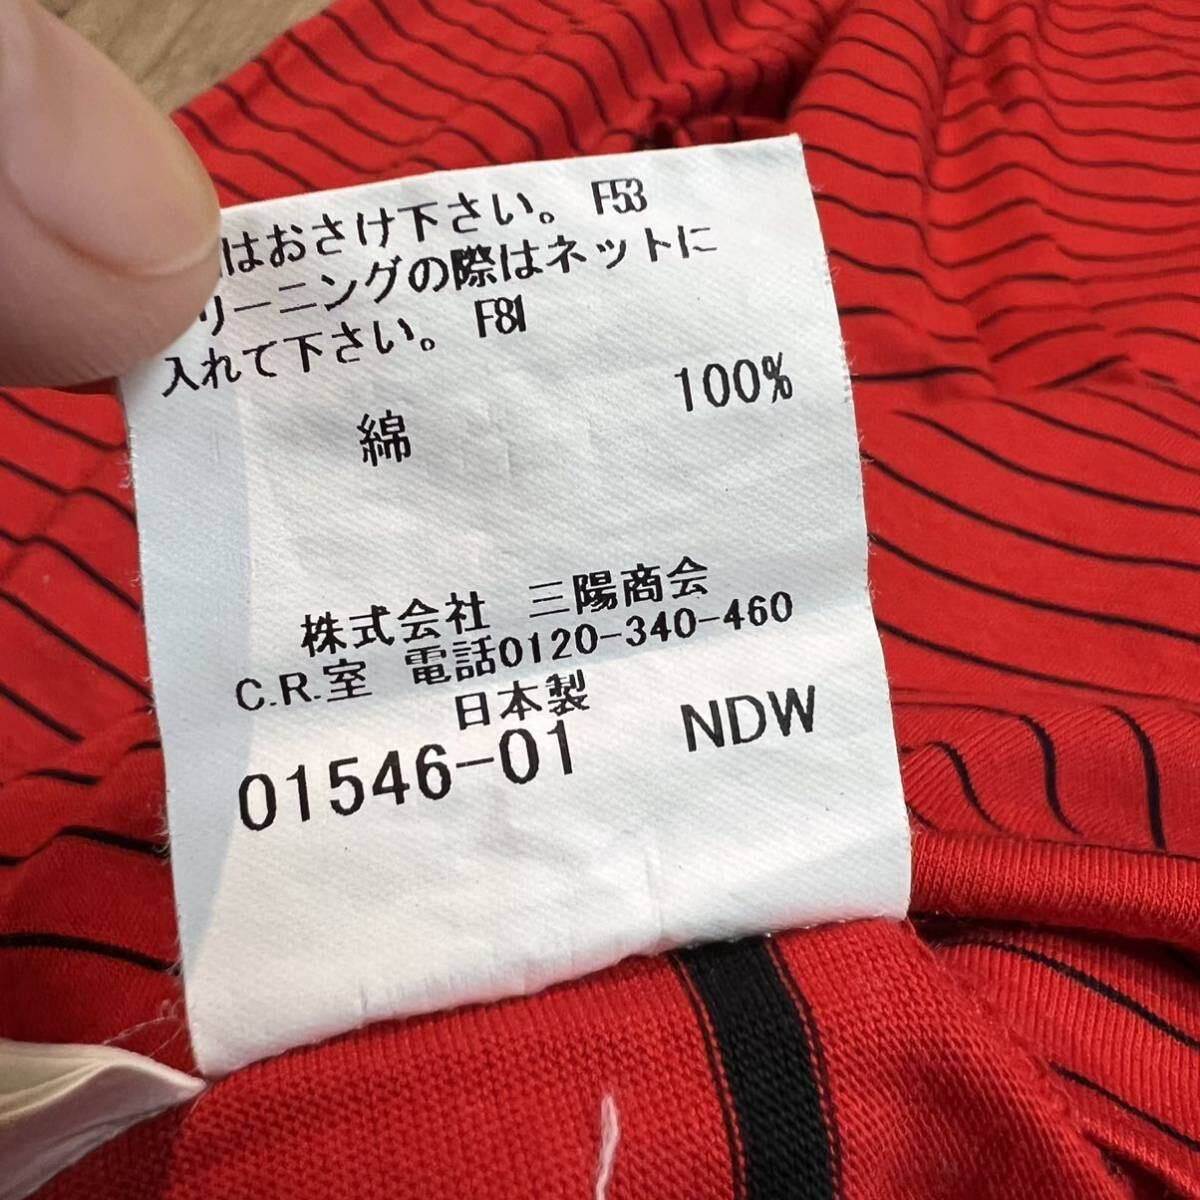 はおさけ下さい。 F53
リーニングの際はネットに
入れて下さい。 F81
綿 100%
株式会社 三陽商会
C.R.室 電話0120-340-460
日本製
01546-01 NDW